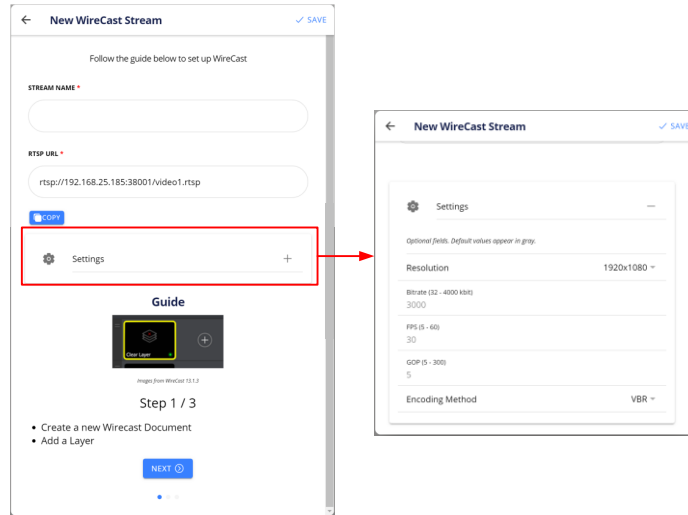 New WireCast Stream
SAVE
Follow the guide below to set up WireCast
STREAM NAME *
RTSP URL *
rtsp://192.168.25.185:38001/video1.rtsp
COPY
Settings
Guide
Clear Layer
Images from WireCast 13.1.3
Step 1 / 3
Create a new Wirecast Document
Add a Layer
NEXT
New WireCast Stream
SAVE
Settings
Optional fields. Default values appear in gray.
Resolution 1920x1080
Bitrate (32 - 4000 kbit)
3000
FPS (5 - 60)
30
GOP (5 - 300)
5
Encoding Method VBR